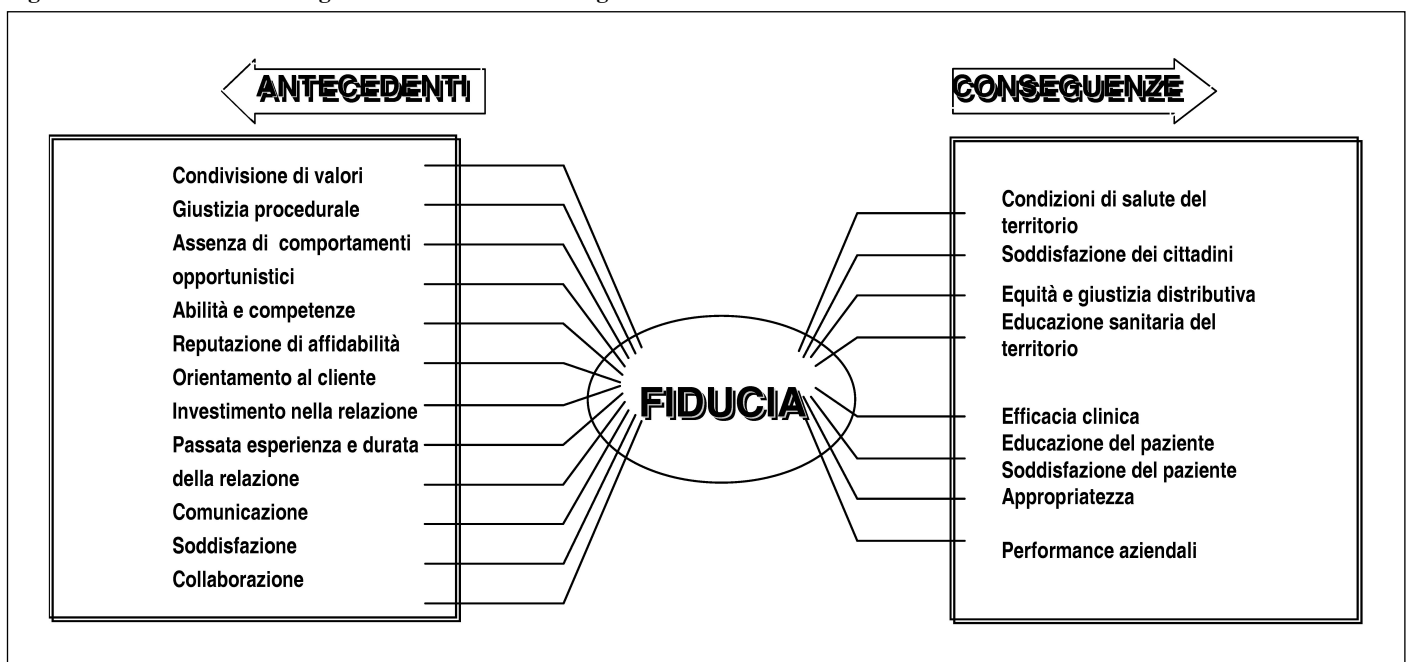 ANTECEDENTI
Condivisione di valori
Giustizia procedurale
Assenza di comportamenti
opportunistici
Abilità e competenze
Reputazione di affidabilità
Orientamento al cliente
Investimento nella relazione
Passata esperienza e durata
della relazione
Comunicazione
Soddisfazione
Collaborazione
FIDUCIA
CONSEGUENZE
Condizioni di salute del
territorio
Soddisfazione dei cittadini
Equità e giustizia distributiva
Educazione sanitaria del
territorio
Efficacia clinica
Educazione del paziente
Soddisfazione del paziente
Appropriatezza
Performance aziendali